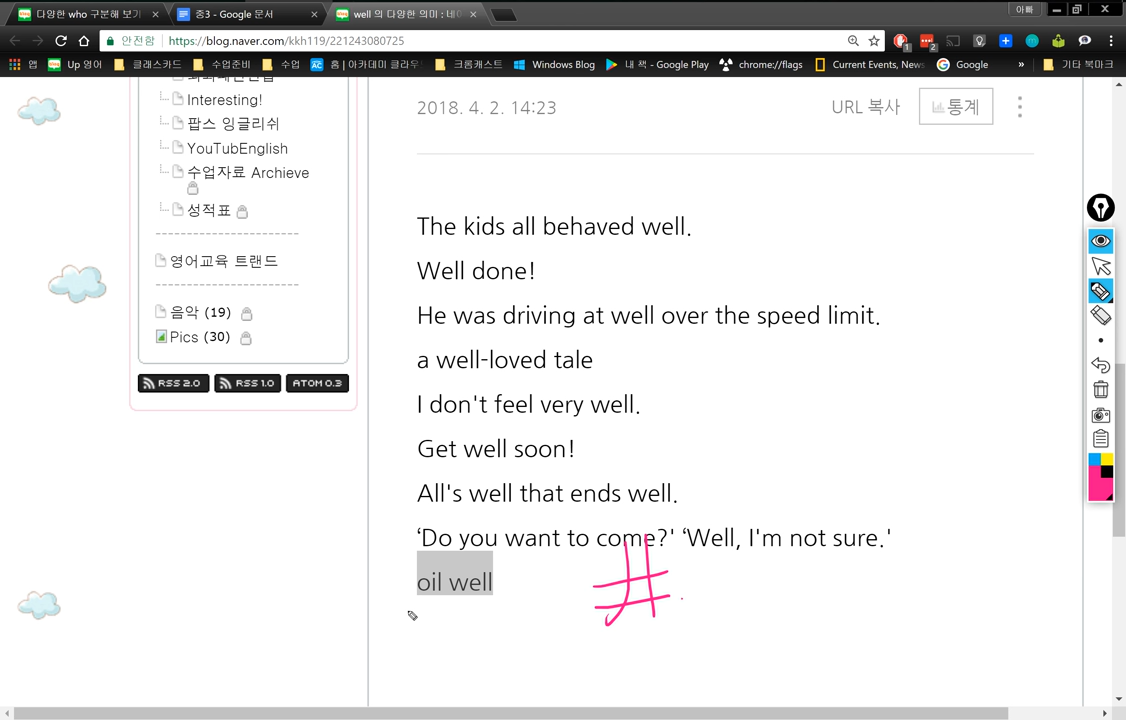 다양한 who 구분해 보기
중3 - Google 문서
well 의 다양한 의미 : 네이
아빠
안전함
https://blog.naver.com/kkh119/221243080725
앱
Up 영어
클래스카드
수업준비
수업
홈 | 아카데미 클라우
크롬캐스트
Windows Blog
내 책 - Google Play
chrome://flags
Current Events, News
Google
»
기타 북마크
Interesting!
팝스 잉글리쉬
YouTubEnglish
수업자료 Archieve
성적표
영어교육 트랜드
음악 (19)
Pics (30)
RSS 2.0
RSS 1.0
ATOM 0.3
2018. 4. 2. 14:23
URL 복사
통계
The kids all behaved well.
Well done!
He was driving at well over the speed limit.
a well-loved tale
I don't feel very well.
Get well soon!
All's well that ends well.
‘Do you want to come?' ‘Well, I'm not sure.'
oil well
井